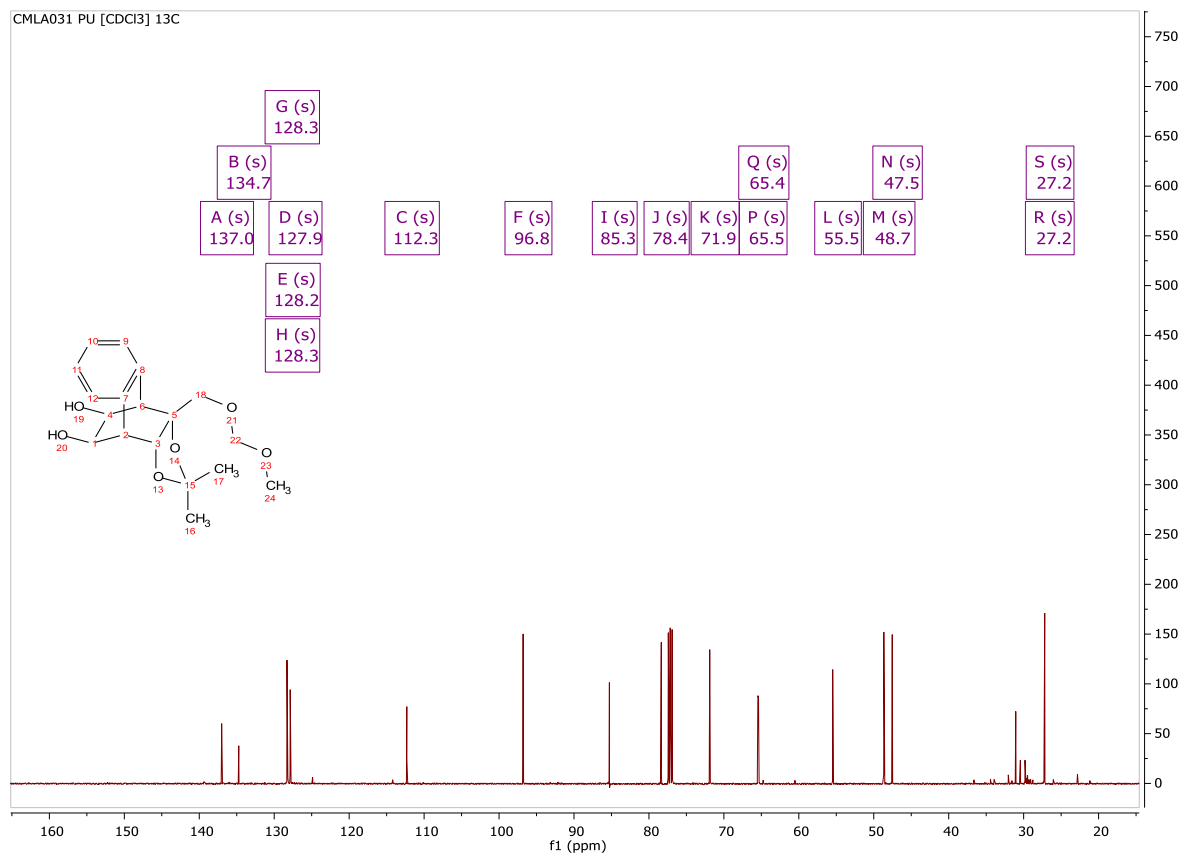 CMLA031 PU [CDCl3] 13C
G (s)
128.3
B (s)
134.7
Q (s)
65.4
N (s)
47.5
S (s)
27.2
A (s)
137.0
D (s)
127.9
C (s)
112.3
F (s)
96.8
I (s)
85.3
J (s)
78.4
K (s)
71.9
P (s)
65.5
L (s)
55.5
M (s)
48.7
R (s)
27.2
E (s)
128.2
H (s)
128.3
10
9
11
8
12
7
18
HO
19
4
6
5
O
21
HO
20
1
2
3
O
14
22
O
23
O
13
15
CH3
17
CH3
24
CH3
16
750
700
650
600
550
500
450
400
350
300
250
200
150
100
50
0
160 150 140 130 120 110 100 90 80 70 60 50 40 30 20
f1 (ppm)